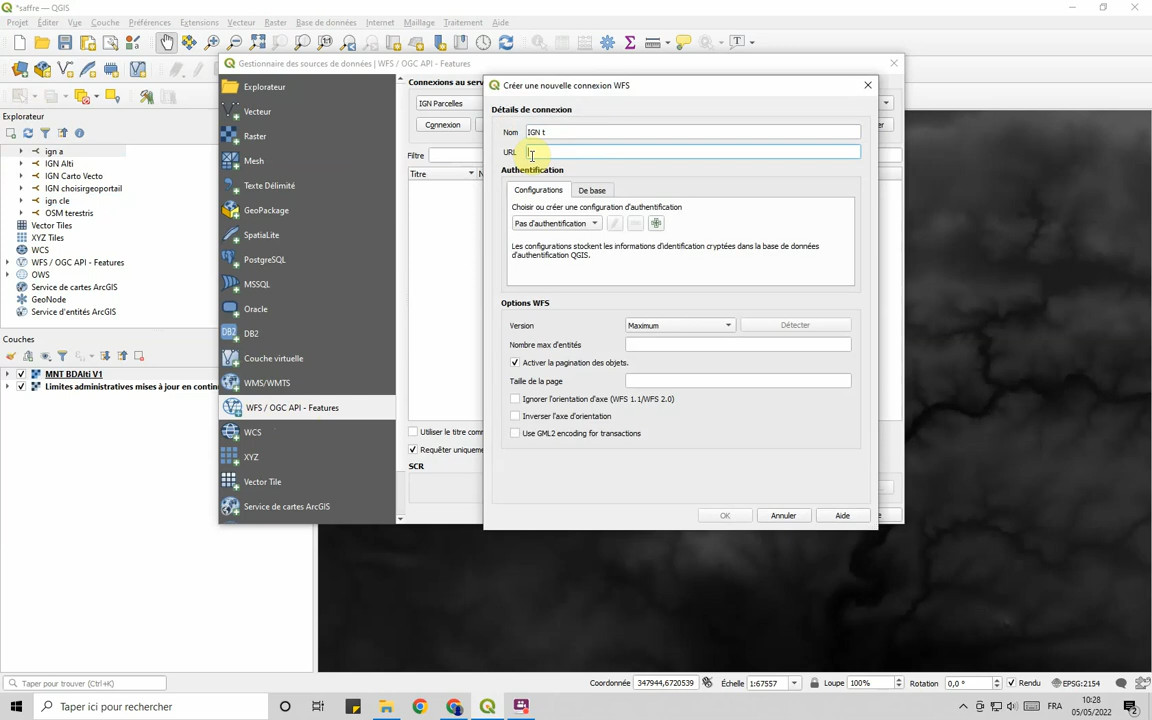 *saffre — QGIS
Projet Éditer Vue Couche Préférences Extensions Vecteur Raster Base de données Internet Maillage Traitement Aide
Explorateur
ign a
IGN Alti
IGN Carto Vecto
IGN choisirgeoportail
ign cle
OSM terestris
Vector Tiles
XYZ Tiles
WCS
WFS / OGC API - Features
OWS
Service de cartes ArcGIS
GeoNode
Service d'entités ArcGIS
Couches
MNT BDAlti V1
Limites administratives mises à jour en contin
Gestionnaire des sources de données | WFS / OGC API - Features
Explorateur
Vecteur
Raster
Mesh
Texte Délimité
GeoPackage
SpatiaLite
PostgreSQL
MSSQL
Oracle
DB2
Couche virtuelle
WMS/WMTS
WFS / OGC API - Features
WCS
XYZ
Vector Tile
Service de cartes ArcGIS
Connexions au serv
IGN Parcelles
Connexion
er
Filtre
Titre
N
Utiliser le titre comm
Requêter uniqueme
SCR
Créer une nouvelle connexion WFS
Détails de connexion
Nom IGN t
URL
Authentification
Configurations De base
Choisir ou créer une configuration d'authentification
Pas d'authentification
Les configurations stockent les informations d'identification cryptées dans la base de données
d'authentification QGIS.
Options WFS
Version Maximum Détecter
Nombre max d'entités
Activer la pagination des objets.
Taille de la page
Ignorer l'orientation d'axe (WFS 1.1/WFS 2.0)
Inverser l'axe d'orientation
Use GML2 encoding for transactions
OK Annuler Aide
Taper pour trouver (Ctrl+K)
Coordonnée 347944,6720539 Échelle 1:67557 Loupe 100% Rotation 0,0 ° Rendu EPSG:2154
Taper ici pour rechercher
FRA
10:28
05/05/2022
2